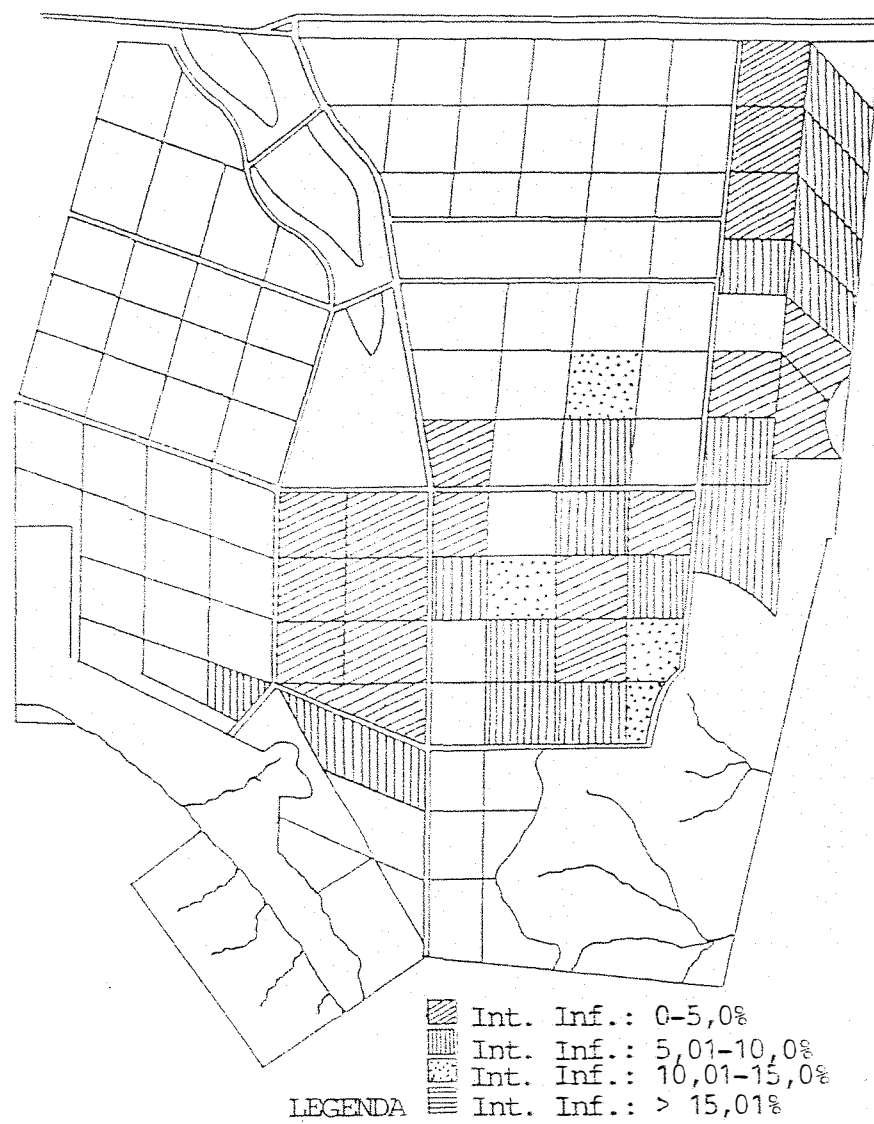 Int. Inf.: 0-5,0%
Int. Inf.: 5,01-10,0%
Int. Inf.: 10,01-15,0%
LEGENDA Int. Inf.: > 15,01%